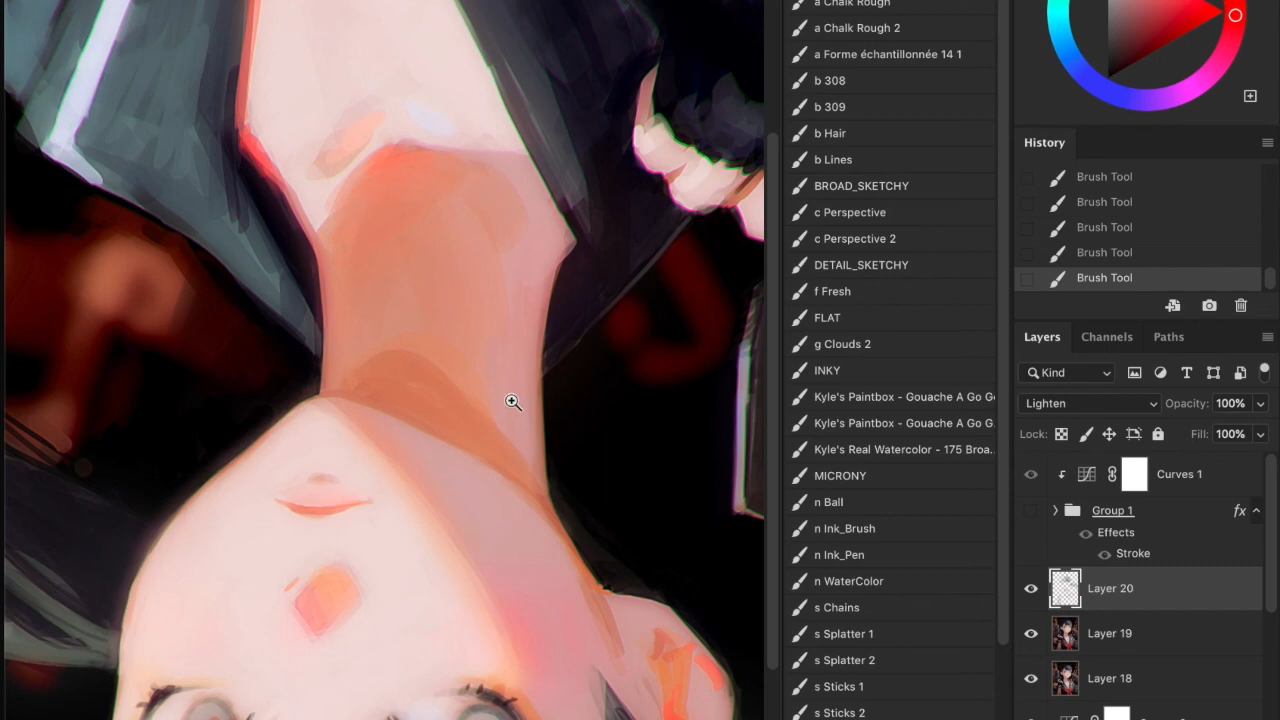 a Chalk Rough
a Chalk Rough 2
a Forme échantillonnée 14 1
b 308
b 309
b Hair
b Lines
BROAD_SKETCHY
c Perspective
c Perspective 2
DETAIL_SKETCHY
f Fresh
FLAT
g Clouds 2
INKY
Kyle's Paintbox - Gouache A Go Go
Kyle's Paintbox - Gouache A Go G...
Kyle's Real Watercolor - 175 Broa...
MICRONY
n Ball
n Ink_Brush
n Ink_Pen
n WaterColor
s Chains
s Splatter 1
s Splatter 2
s Sticks 1
s Sticks 2
History
Brush Tool
Brush Tool
Brush Tool
Brush Tool
Brush Tool
Layers Channels Paths
Kind
Lighten Opacity: 100%
Lock: Fill: 100%
Curves 1
Group 1 fx
Effects
Stroke
Layer 20
Layer 19
Layer 18